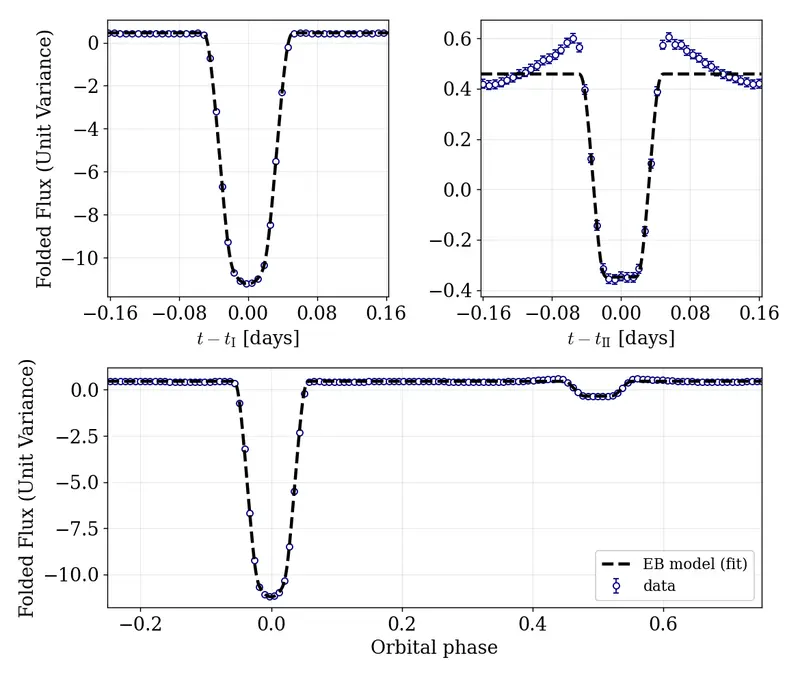 Folded Flux (Unit Variance)
0
−2
−4
−6
−8
−10
−0.16 −0.08 0.00 0.08 0.16
t − t_I [days]
0.6
0.4
0.2
0.0
−0.2
−0.4
−0.16 −0.08 0.00 0.08 0.16
t − t_II [days]
Folded Flux (Unit Variance)
0.0
−2.5
−5.0
−7.5
−10.0
EB model (fit)
data
−0.2 0.0 0.2 0.4 0.6
Orbital phase